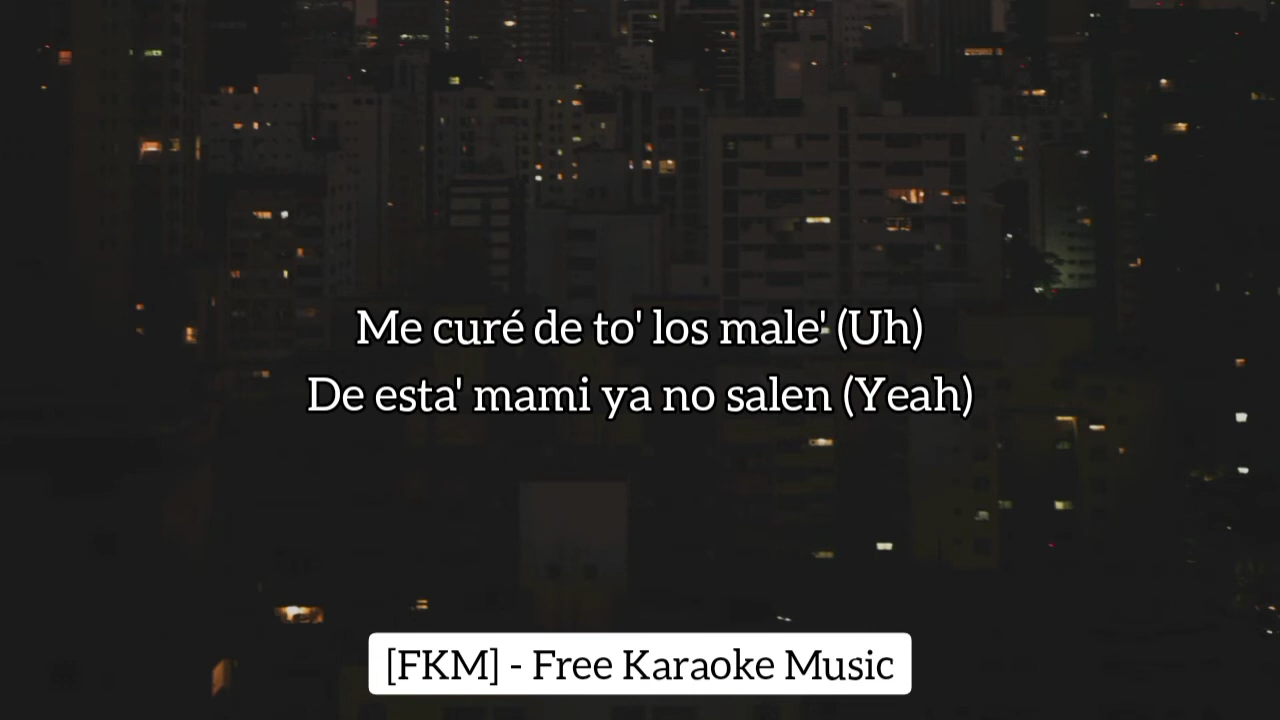 Me curé de to' los male' (Uh)
De esta' mami ya no salen (Yeah)
[FKM] - Free Karaoke Music